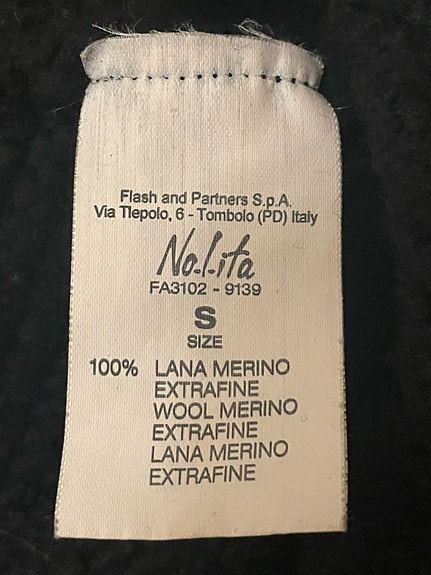 Flash and Partners S.p.A.
Via Tiepolo, 6 - Tombolo (PD) Italy
No.l.ita
FA3102 - 9139
S
SIZE
100% LANA MERINO
EXTRAFINE
WOOL MERINO
EXTRAFINE
LANA MERINO
EXTRAFINE